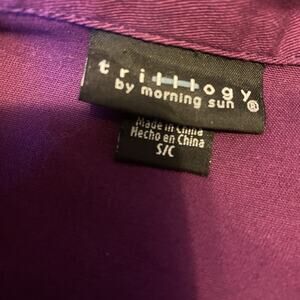 trilllogy
by morning sun ®
Made in China
Hecho en China
S/C